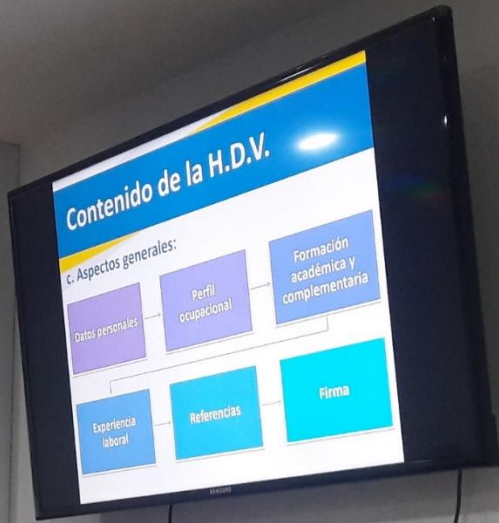 Contenido de la H.D.V.
c. Aspectos generales:
Datos personales
Perfil
ocupacional
Formación
académica y
complementaria
Experiencia
laboral
Referencias
Firma
SAMSUNG